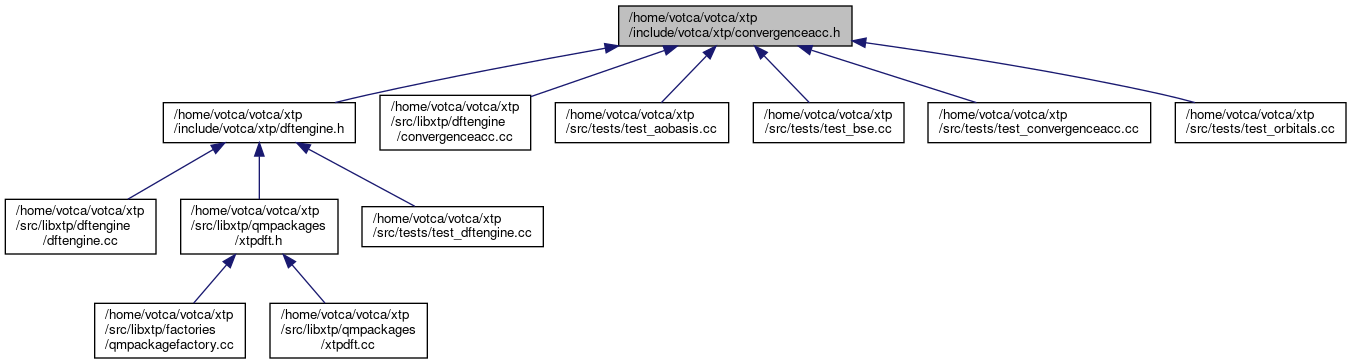 /home/votca/votca/xtp
/include/votca/xtp/convergenceacc.h
/home/votca/votca/xtp
/include/votca/xtp/dftengine.h
/home/votca/votca/xtp
/src/libxtp/dftengine
/convergenceacc.cc
/home/votca/votca/xtp
/src/tests/test_aobasis.cc
/home/votca/votca/xtp
/src/tests/test_bse.cc
/home/votca/votca/xtp
/src/tests/test_convergenceacc.cc
/home/votca/votca/xtp
/src/tests/test_orbitals.cc
/home/votca/votca/xtp
/src/libxtp/dftengine
/dftengine.cc
/home/votca/votca/xtp
/src/libxtp/qmpackages
/xtpdft.h
/home/votca/votca/xtp
/src/tests/test_dftengine.cc
/home/votca/votca/xtp
/src/libxtp/factories
/qmpackagefactory.cc
/home/votca/votca/xtp
/src/libxtp/qmpackages
/xtpdft.cc